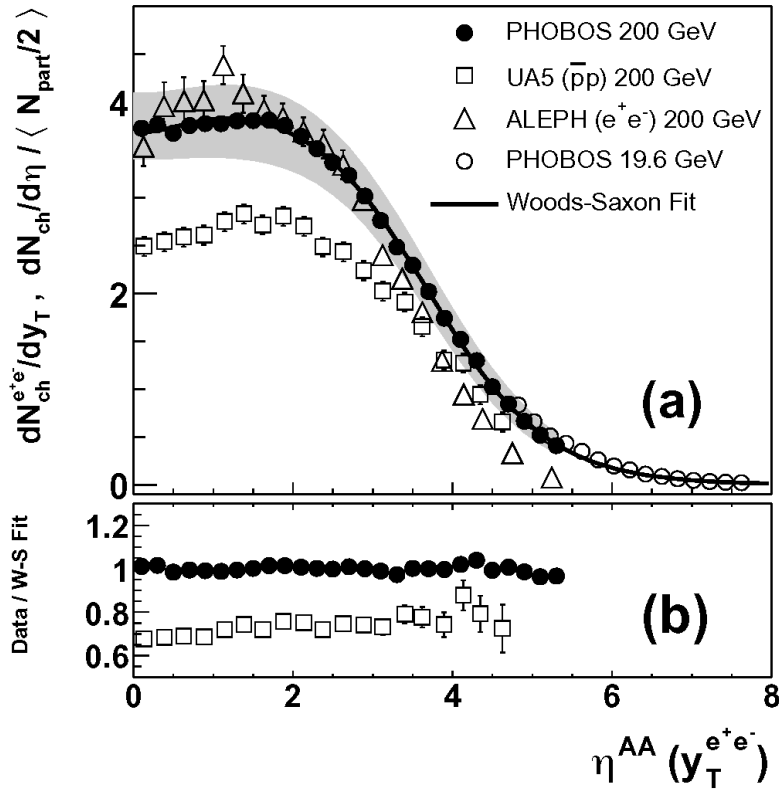 (a)
PHOBOS 200 GeV
UA5 (p̅p) 200 GeV
ALEPH (e⁺e⁻) 200 GeV
PHOBOS 19.6 GeV
Woods-Saxon Fit
dN_ch^{e⁺e⁻}/dy_T , dN_ch/dη / ⟨ N_part/2 ⟩
4
2
0
(a)
(b)
Data / W-S Fit
1.2
1
0.8
0.6
(b)
0 2 4 6 8
η^{AA} (y_T^{e⁺e⁻})